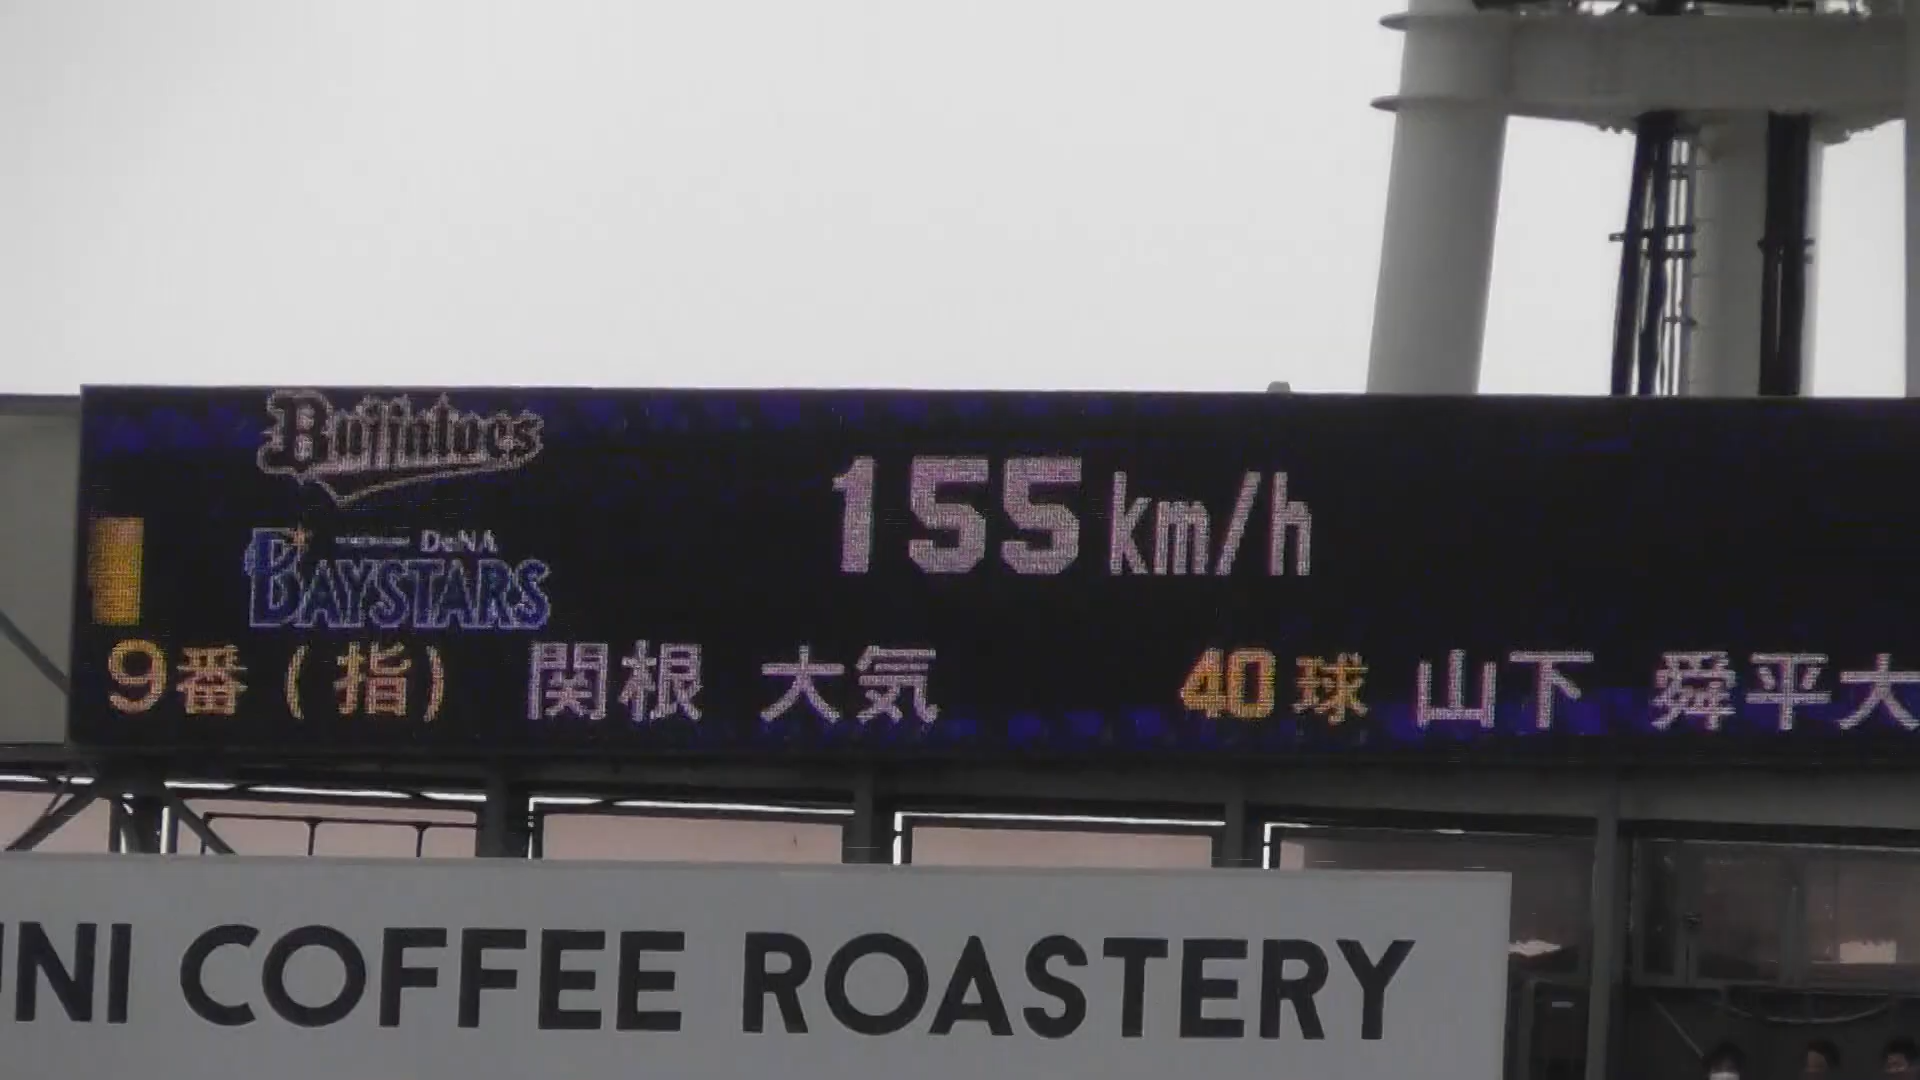 Buffaloes
155km/h
DeNA
BAYSTARS
9番(指) 関根 大気 40球 山下 舜平大
UNI COFFEE ROASTERY